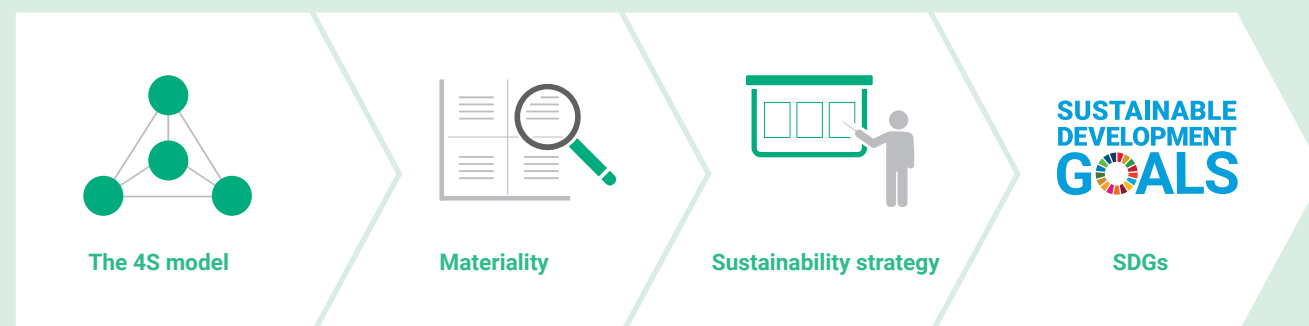 SUSTAINABLE
DEVELOPMENT
GOALS
The 4S model
Materiality
Sustainability strategy
SDGs